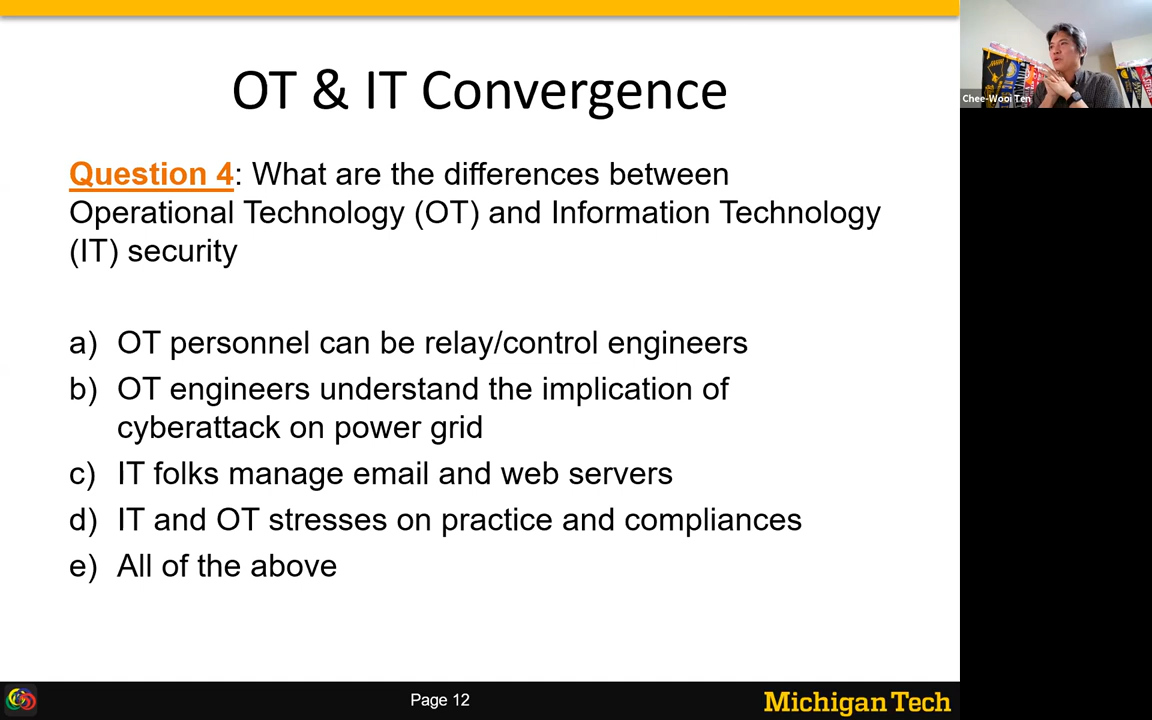 OT & IT Convergence
Chee-Wooi Ten
Question 4: What are the differences between
Operational Technology (OT) and Information Technology
(IT) security
a) OT personnel can be relay/control engineers
b) OT engineers understand the implication of
cyberattack on power grid
c) IT folks manage email and web servers
d) IT and OT stresses on practice and compliances
e) All of the above
Page 12
Michigan Tech